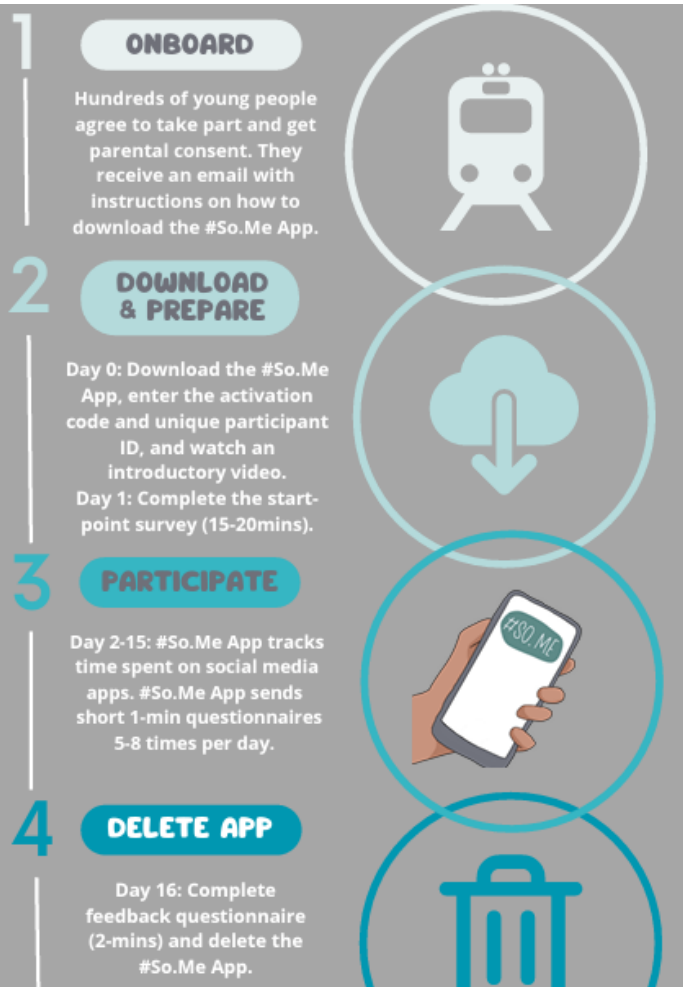 1
ONBOARD
Hundreds of young people
agree to take part and get
parental consent. They
receive an email with
instructions on how to
download the #So.Me App.
2
DOWNLOAD
& PREPARE
Day 0: Download the #So.Me
App, enter the activation
code and unique participant
ID, and watch an
introductory video.
Day 1: Complete the start-
point survey (15-20mins).
3
PARTICIPATE
Day 2-15: #So.Me App tracks
time spent on social media
apps. #So.Me App sends
short 1-min questionnaires
5-8 times per day.
#SO.ME
4
DELETE APP
Day 16: Complete
feedback questionnaire
(2-mins) and delete the
#So.Me App.